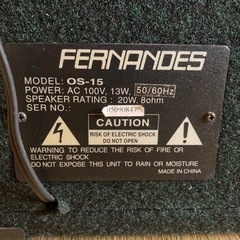 FERNANDES
MODEL: OS-15
POWER: AC 100V, 13W, 50/60Hz
SPEAKER RATING : 20W. 8ohm
SER NO.:
CAUTION
RISK OF ELECTRIC SHOCK
DO NOT OPEN
WARNING: TO REDUCE THE RISK OF FIRE OR
ELECTRIC SHOCK
DO NOT EXPOSE THIS UNIT TO RAIN OR MOISTURE
MADE IN CHINA